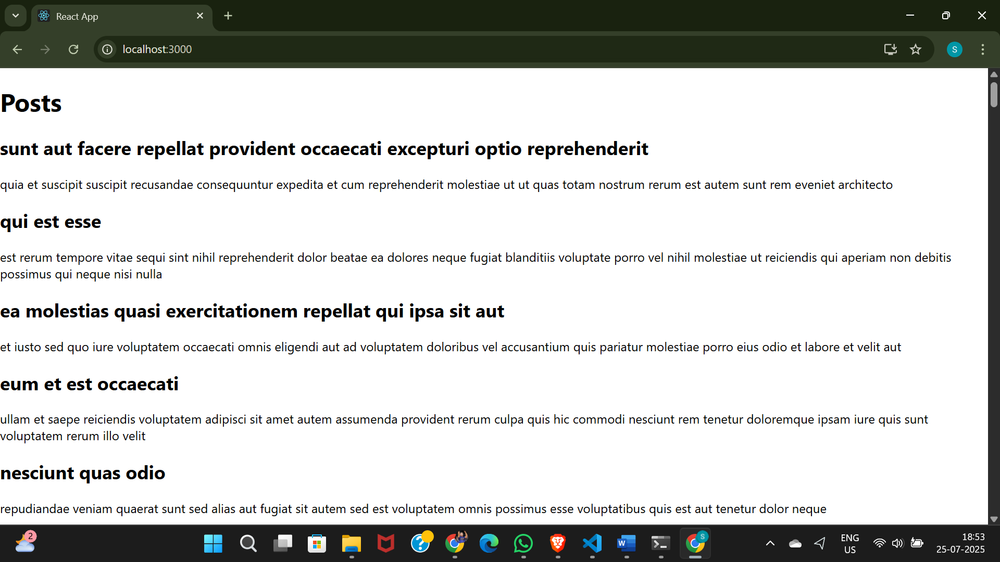 React App
localhost:3000
S
Posts
sunt aut facere repellat provident occaecati excepturi optio reprehenderit
quia et suscipit suscipit recusandae consequuntur expedita et cum reprehenderit molestiae ut ut quas totam nostrum rerum est autem sunt rem eveniet architecto
qui est esse
est rerum tempore vitae sequi sint nihil reprehenderit dolor beatae ea dolores neque fugiat blanditiis voluptate porro vel nihil molestiae ut reiciendis qui aperiam non debitis
possimus qui neque nisi nulla
ea molestias quasi exercitationem repellat qui ipsa sit aut
et iusto sed quo iure voluptatem occaecati omnis eligendi aut ad voluptatem doloribus vel accusantium quis pariatur molestiae porro eius odio et labore et velit aut
eum et est occaecati
ullam et saepe reiciendis voluptatem adipisci sit amet autem assumenda provident rerum culpa quis hic commodi nesciunt rem tenetur doloremque ipsam iure quis sunt
voluptatem rerum illo velit
nesciunt quas odio
repudiandae veniam quaerat sunt sed alias aut fugiat sit autem sed est voluptatem omnis possimus esse voluptatibus quis est aut tenetur dolor neque
2
?
W
S
ENG
US
18:53
25-07-2025